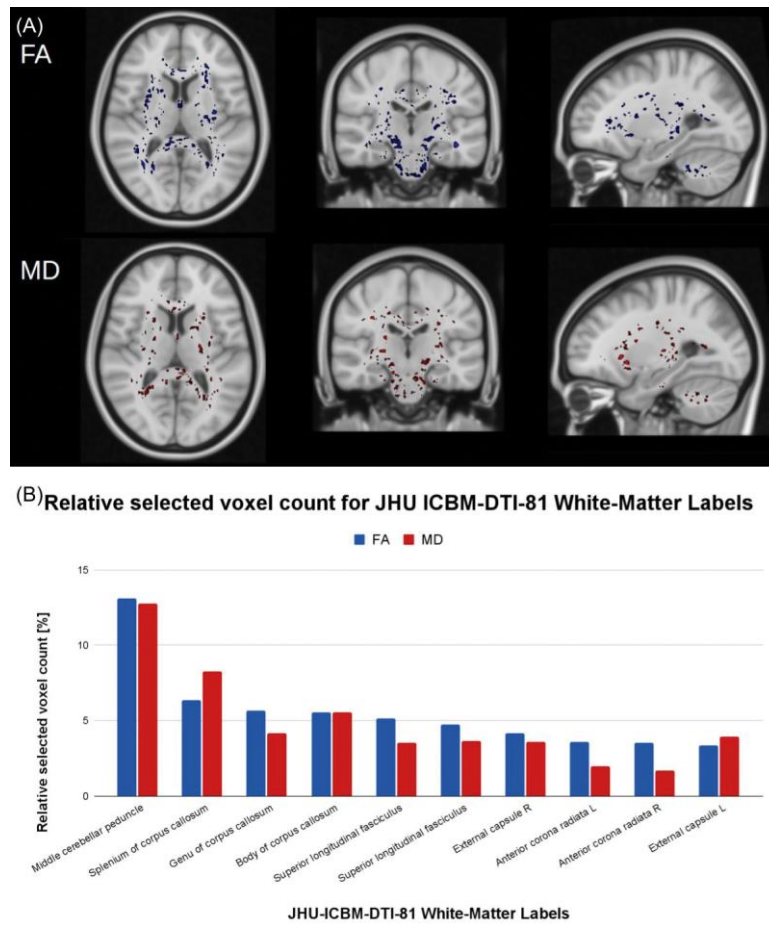 (A)
FA
MD
(B) Relative selected voxel count for JHU ICBM-DTI-81 White-Matter Labels
FA MD
Relative selected voxel count [%]
15
10
5
0
Middle cerebellar peduncle
Splenium of corpus callosum
Genu of corpus callosum
Body of corpus callosum
Superior longitudinal fasciculus
Superior longitudinal fasciculus
External capsule R
Anterior corona radiata L
Anterior corona radiata R
External capsule L
JHU-ICBM-DTI-81 White-Matter Labels